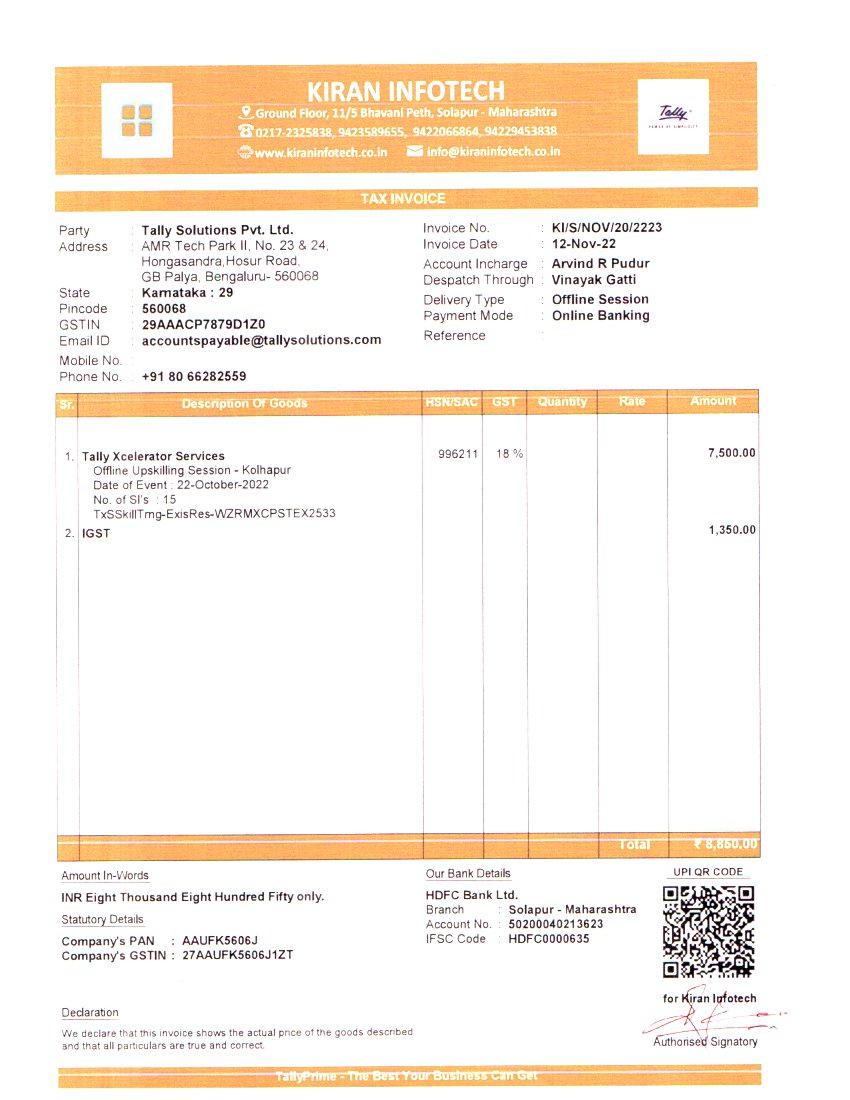 KIRAN INFOTECH
Ground Floor, 11/5 Bhavani Peth, Solapur - Maharashtra
0217-2325838, 9423589655, 9422066864, 94229453838
www.kiraninfotech.co.in info@kiraninfotech.co.in
Tally
POWER OF SIMPLICITY
TAX INVOICE
Party : Tally Solutions Pvt. Ltd.
Address : AMR Tech Park II, No. 23 & 24,
Hongasandra,Hosur Road,
GB Palya, Bengaluru- 560068
State : Karnataka : 29
Pincode : 560068
GSTIN : 29AAACP7879D1Z0
Email ID : accountspayable@tallysolutions.com
Mobile No. :
Phone No. : +91 80 66282559
Invoice No. : KI/S/NOV/20/2223
Invoice Date : 12-Nov-22
Account Incharge : Arvind R Pudur
Despatch Through : Vinayak Gatti
Delivery Type : Offline Session
Payment Mode : Online Banking
Reference :
Sr. Description Of Goods HSN/SAC GST Quantity Rate Amount
1. Tally Xcelerator Services 996211 18 % 7,500.00
Offline Upskilling Session - Kolhapur
Date of Event : 22-October-2022
No. of SI's : 15
TxSSkillTrng-ExisRes-WZRMXCPSTEX2533
2. IGST 1,350.00
Total ₹ 8,850.00
Amount In-Words
INR Eight Thousand Eight Hundred Fifty only.
Statutory Details
Company's PAN : AAUFK5606J
Company's GSTIN : 27AAUFK5606J1ZT
Our Bank Details
HDFC Bank Ltd.
Branch : Solapur - Maharashtra
Account No. : 50200040213623
IFSC Code : HDFC0000635
UPI QR CODE
for Kiran Infotech
Authorised Signatory
Declaration
We declare that this invoice shows the actual price of the goods described
and that all particulars are true and correct.
TallyPrime - The Best Your Business Can Get